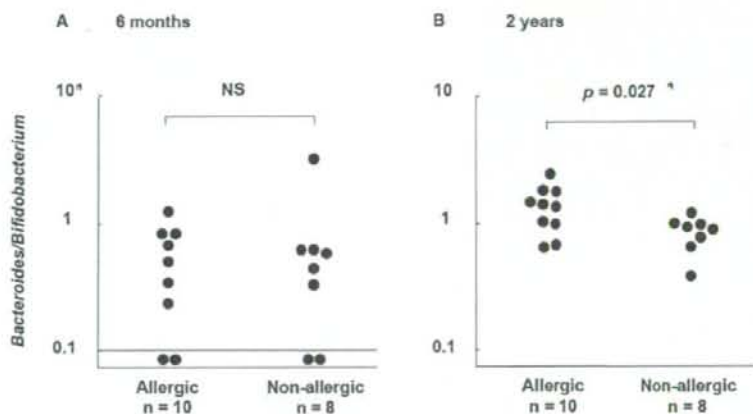 A 6 months
B 2 years
10ª
NS
10
p = 0.027 ^
1
1
Bacteroides/Bifidobacterium
0.1
0.1
Allergic
n = 10
Non-allergic
n = 8
Allergic
n = 10
Non-allergic
n = 8